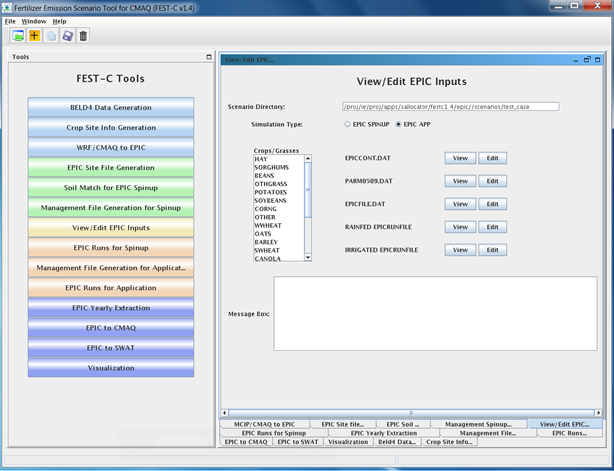 Fertilizer Emission Scenario Tool for CMAQ (FEST-C v1.4)
File Window Help
Tools
FEST-C Tools
BELD4 Data Generation
Crop Site Info Generation
WRF/CMAQ to EPIC
EPIC Site File Generation
Soil Match for EPIC Spinup
Management File Generation for Spinup
View/Edit EPIC Inputs
EPIC Runs for Spinup
Management File Generation for Applicat...
EPIC Runs for Application
EPIC Yearly Extraction
EPIC to CMAQ
EPIC to SWAT
Visualization
View/Edit EPIC...
View/Edit EPIC Inputs
Scenario Directory: /proj/ie/proj/apps/sallocator/festc1.4/epic//scenarios/test_case
Simulation Type: EPIC SPINUP EPIC APP
Crops/Grasses
HAY
SORGHUMS
BEANS
OTHGRASS
POTATOES
SOYBEANS
CORNG
OTHER
WWHEAT
OATS
BARLEY
SWHEAT
CANOLA
EPICCONT.DAT View Edit
PARM0509.DAT View Edit
EPICFILE.DAT View Edit
RAINFED EPICRUNFILE View Edit
IRRIGATED EPICRUNFILE View Edit
Message Box:
MCIP/CMAQ to EPIC EPIC Site file... EPIC Soil ... Management Spinup... View/Edit EPIC...
EPIC Runs for Spinup EPIC Yearly Extraction Management File... EPIC Runs...
EPIC to CMAQ EPIC to SWAT Visualization Beld4 Data... Crop Site Info...